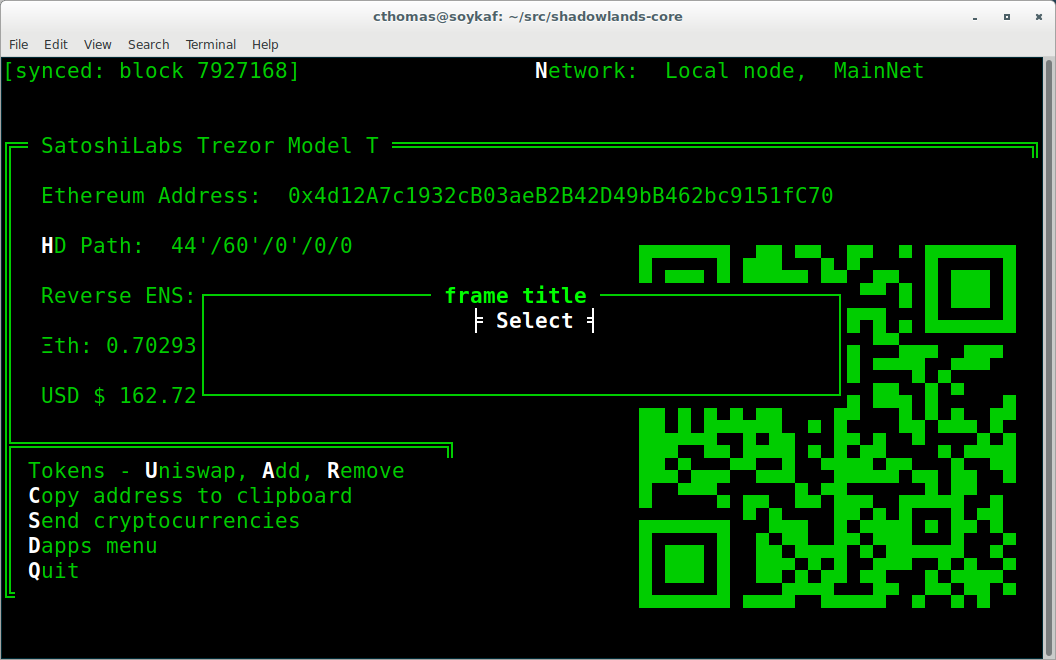 cthomas@soykaf: ~/src/shadowlands-core
File Edit View Search Terminal Help
[synced: block 7927168] Network: Local node, MainNet
SatoshiLabs Trezor Model T
Ethereum Address: 0x4d12A7c1932cB03aeB2B42D49bB462bc9151fC70
HD Path: 44'/60'/0'/0/0
Reverse ENS:
frame title
Select
Ξth: 0.70293
USD $ 162.72
Tokens - Uniswap, Add, Remove
Copy address to clipboard
Send cryptocurrencies
Dapps menu
Quit